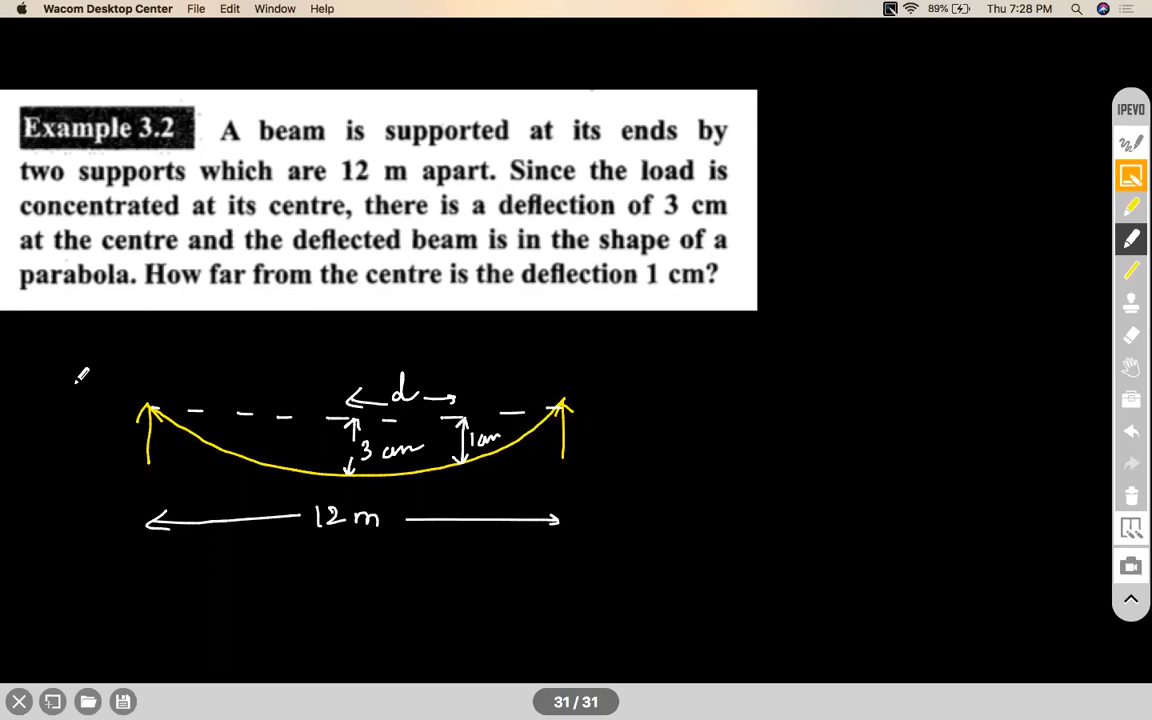 Wacom Desktop Center File Edit Window Help 89% Thu 7:28 PM
IPEVO
Example 3.2 A beam is supported at its ends by
two supports which are 12 m apart. Since the load is
concentrated at its centre, there is a deflection of 3 cm
at the centre and the deflected beam is in the shape of a
parabola. How far from the centre is the deflection 1 cm?
d
3 cm
1 cm
12 m
31 / 31